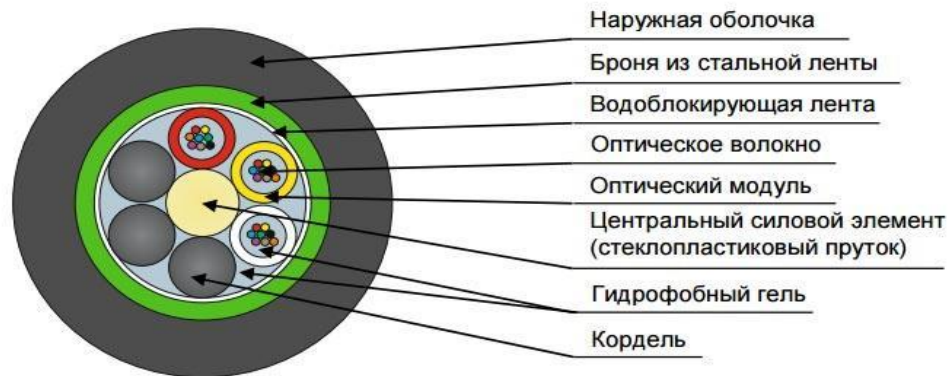 Наружная оболочка
Броня из стальной ленты
Водоблокирующая лента
Оптическое волокно
Оптический модуль
Центральный силовой элемент
(стеклопластиковый пруток)
Гидрофобный гель
Кордель